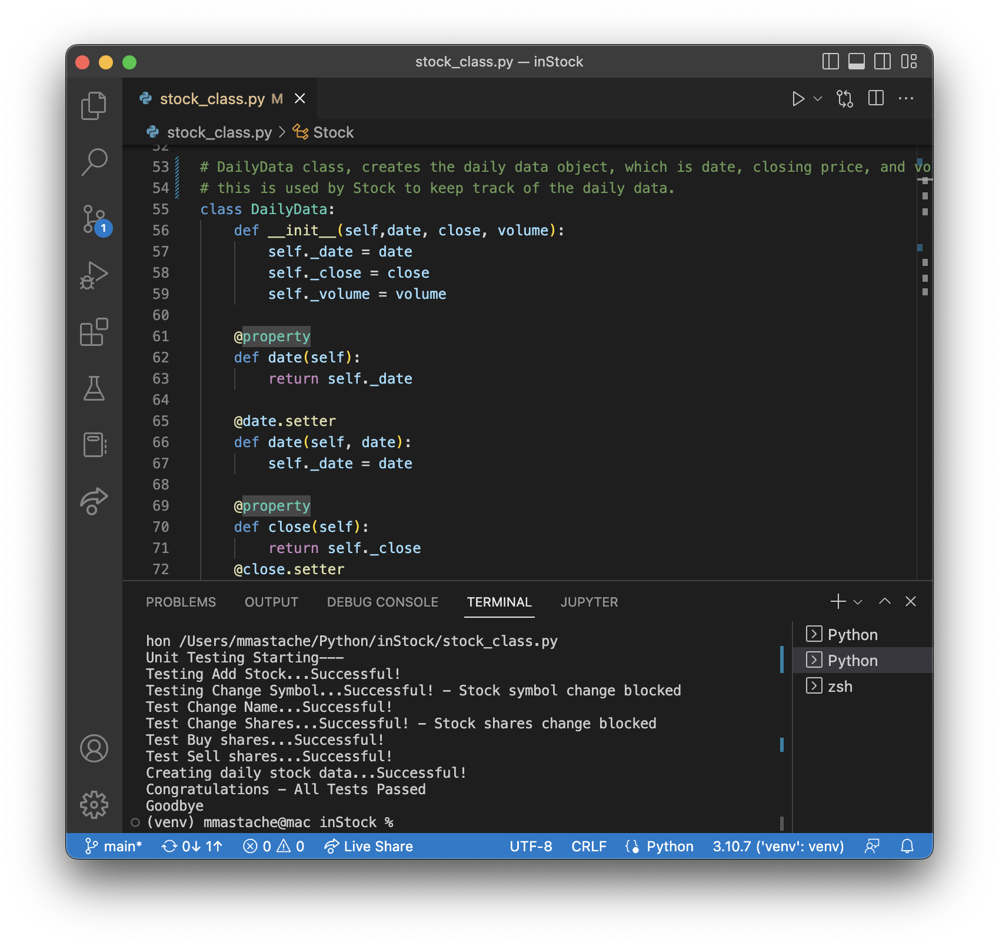 stock_class.py — inStock
stock_class.py M
stock_class.py > Stock
52
53 # DailyData class, creates the daily data object, which is date, closing price, and vo
54 # this is used by Stock to keep track of the daily data.
55 class DailyData:
56 def __init__(self,date, close, volume):
57 self._date = date
58 self._close = close
59 self._volume = volume
60
61 @property
62 def date(self):
63 return self._date
64
65 @date.setter
66 def date(self, date):
67 self._date = date
68
69 @property
70 def close(self):
71 return self._close
72 @close.setter
1
PROBLEMS OUTPUT DEBUG CONSOLE TERMINAL JUPYTER
hon /Users/mmastache/Python/inStock/stock_class.py
Unit Testing Starting---
Testing Add Stock...Successful!
Testing Change Symbol...Successful! - Stock symbol change blocked
Test Change Name...Successful!
Test Change Shares...Successful! - Stock shares change blocked
Test Buy shares...Successful!
Test Sell shares...Successful!
Creating daily stock data...Successful!
Congratulations - All Tests Passed
Goodbye
(venv) mmastache@mac inStock %
Python
Python
zsh
main* 0↓ 1↑ 0 0 Live Share UTF-8 CRLF Python 3.10.7 ('venv': venv)